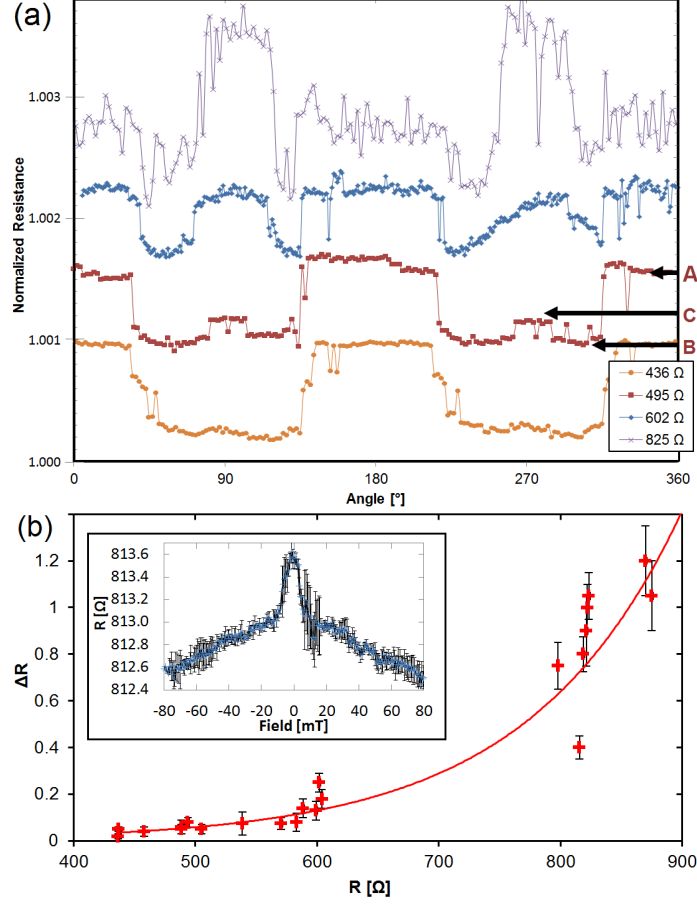 (a)
1.003
1.002
1.001
1.000
Normalized Resistance
A
C
B
436 Ω
495 Ω
602 Ω
825 Ω
0 90 180 270 360
Angle [°]
(b)
1.2
1
0.8
0.6
0.4
0.2
0
ΔR
813.6
813.4
813.2
813.0
812.8
812.6
812.4
R [Ω]
-80 -60 -40 -20 0 20 40 60 80
Field [mT]
400 500 600 700 800 900
R [Ω]